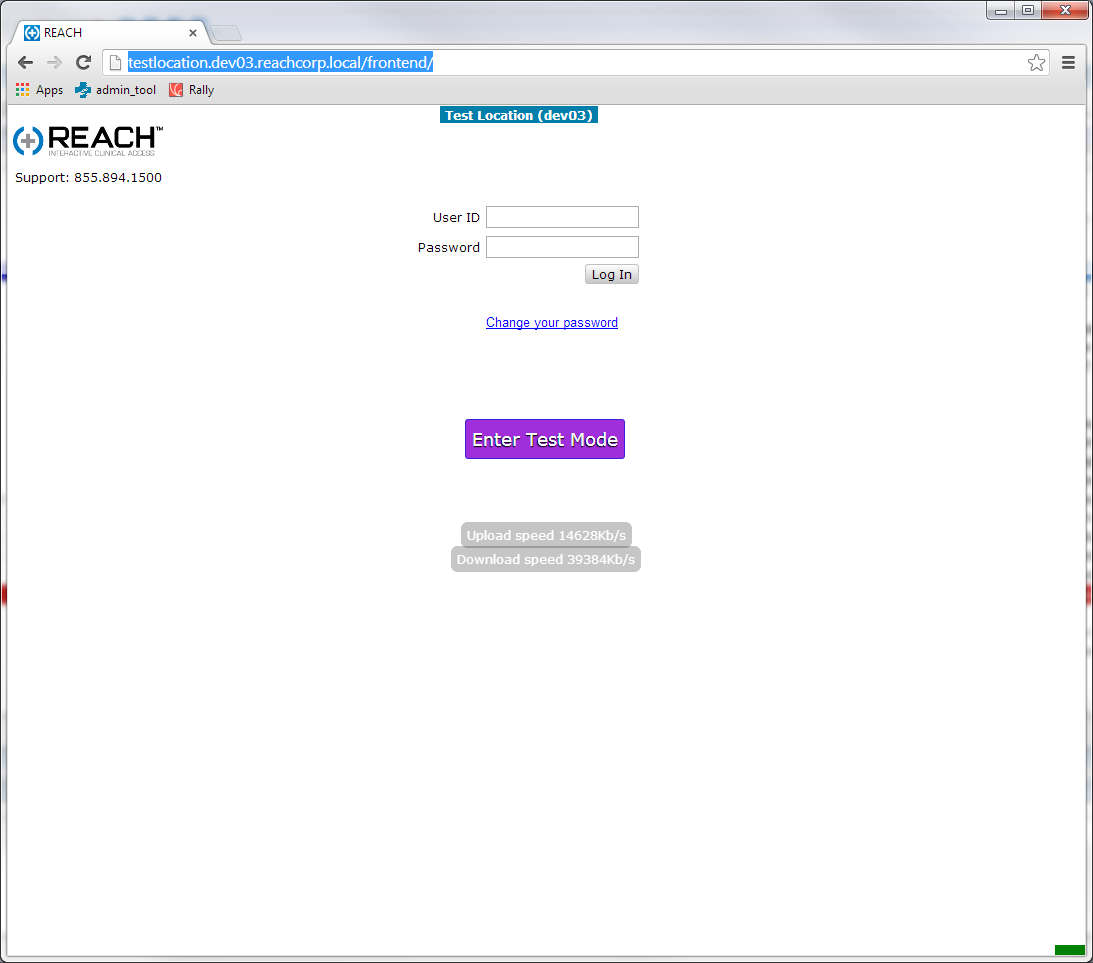 REACH
testlocation.dev03.reachcorp.local/frontend/
Apps admin_tool Rally
Test Location (dev03)
REACH™
INTERACTIVE CLINICAL ACCESS
Support: 855.894.1500
User ID
Password
Log In
Change your password
Enter Test Mode
Upload speed 14628Kb/s
Download speed 39384Kb/s